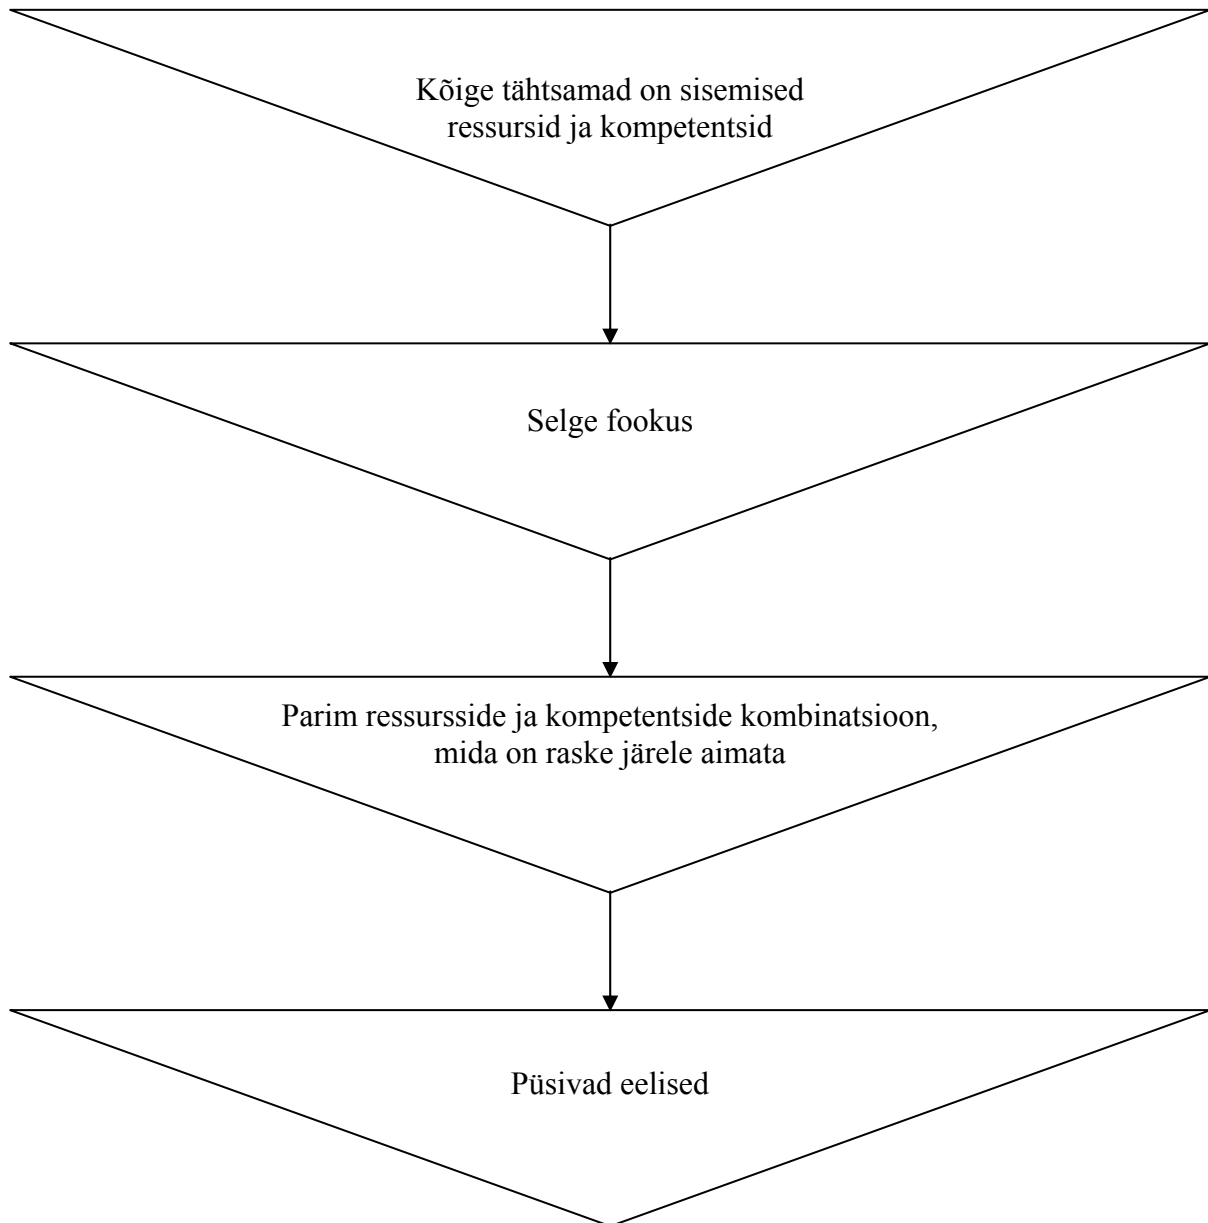 Kõige tähtsamad on sisemised
ressursid ja kompetentsid
Selge fookus
Parim ressursside ja kompetentside kombinatsioon,
mida on raske järele aimata
Püsivad eelised